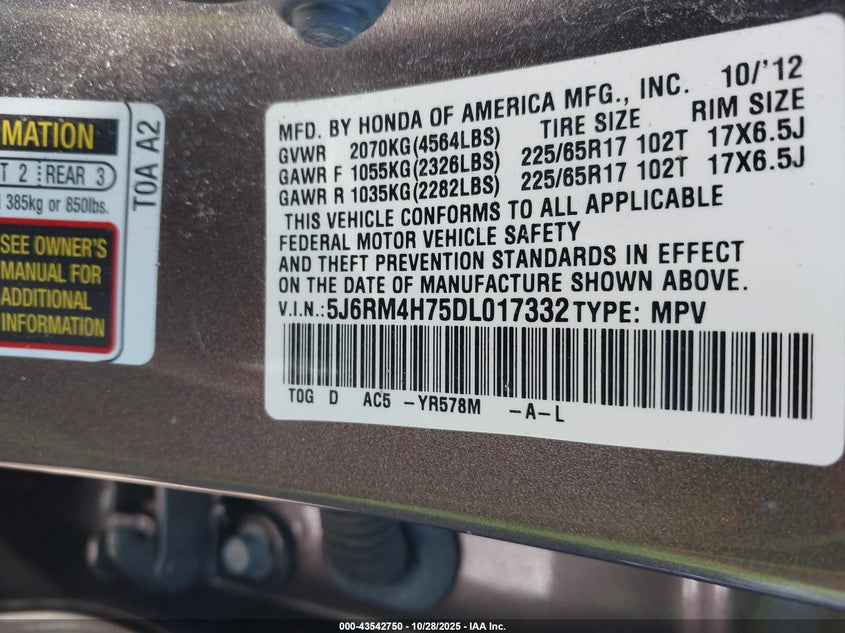 MATION
T 2 REAR 3
385kg or 850lbs.
SEE OWNER'S
MANUAL FOR
ADDITIONAL
INFORMATION
T0A A2
MFD. BY HONDA OF AMERICA MFG., INC. 10/'12
GVWR 2070KG(4564LBS) TIRE SIZE RIM SIZE
GAWR F 1055KG(2326LBS) 225/65R17 102T 17X6.5J
GAWR R 1035KG(2282LBS) 225/65R17 102T 17X6.5J
THIS VEHICLE CONFORMS TO ALL APPLICABLE
FEDERAL MOTOR VEHICLE SAFETY
AND THEFT PREVENTION STANDARDS IN EFFECT
ON THE DATE OF MANUFACTURE SHOWN ABOVE.
V.I.N.:5J6RM4H75DL017332 TYPE: MPV
T0G D AC5 -YR578M -A-L
000-43542750 | 10/28/2025 - IAA Inc.